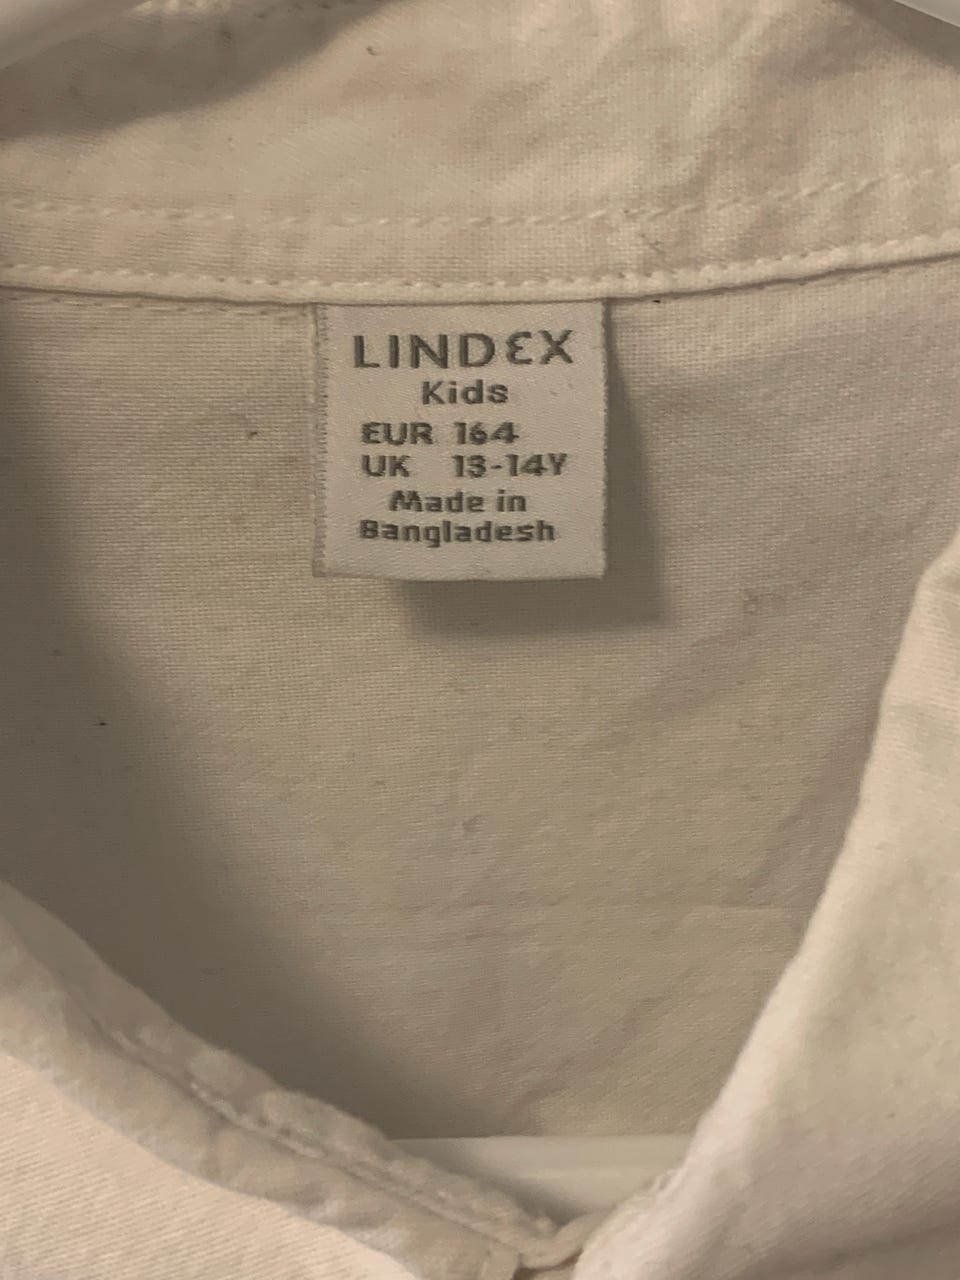 LINDEX
Kids
EUR 164
UK 13-14Y
Made in
Bangladesh